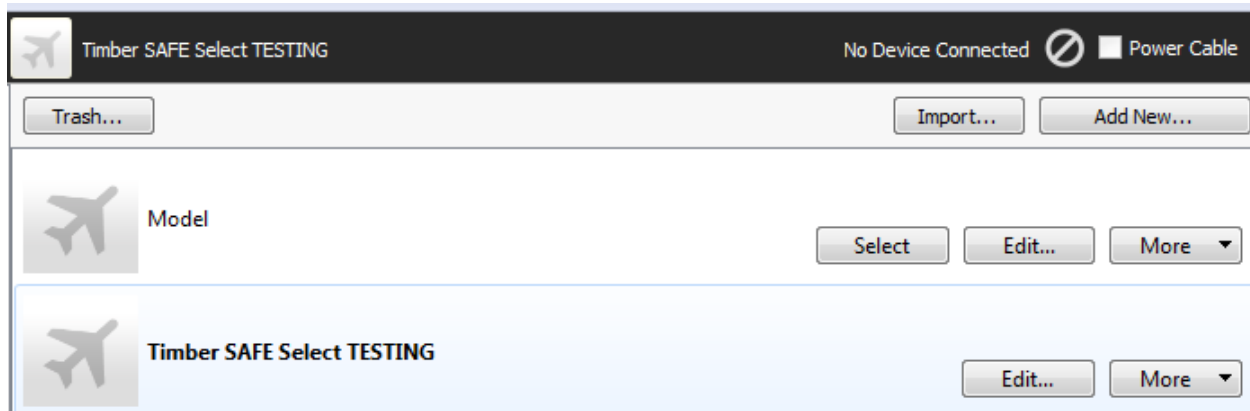 Timber SAFE Select TESTING No Device Connected Power Cable
Trash... Import... Add New...
Model
Select Edit... More
Timber SAFE Select TESTING
Edit... More